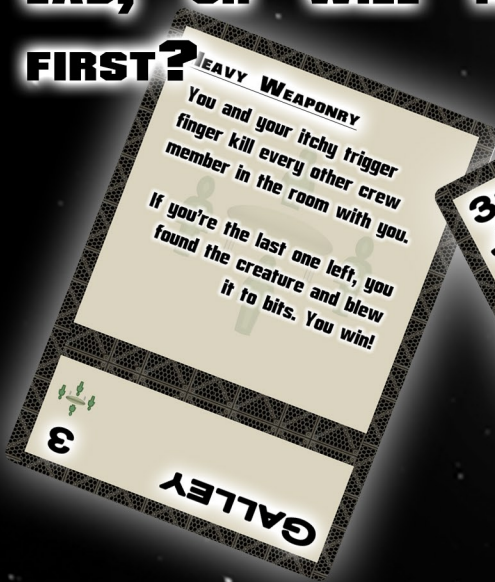 FIRST?
HEAVY WEAPONRY
You and your itchy trigger
finger kill every other crew
member in the room with you.
If you're the last one left, you
found the creature and blew
it to bits. You win!
3
GALLEY
3